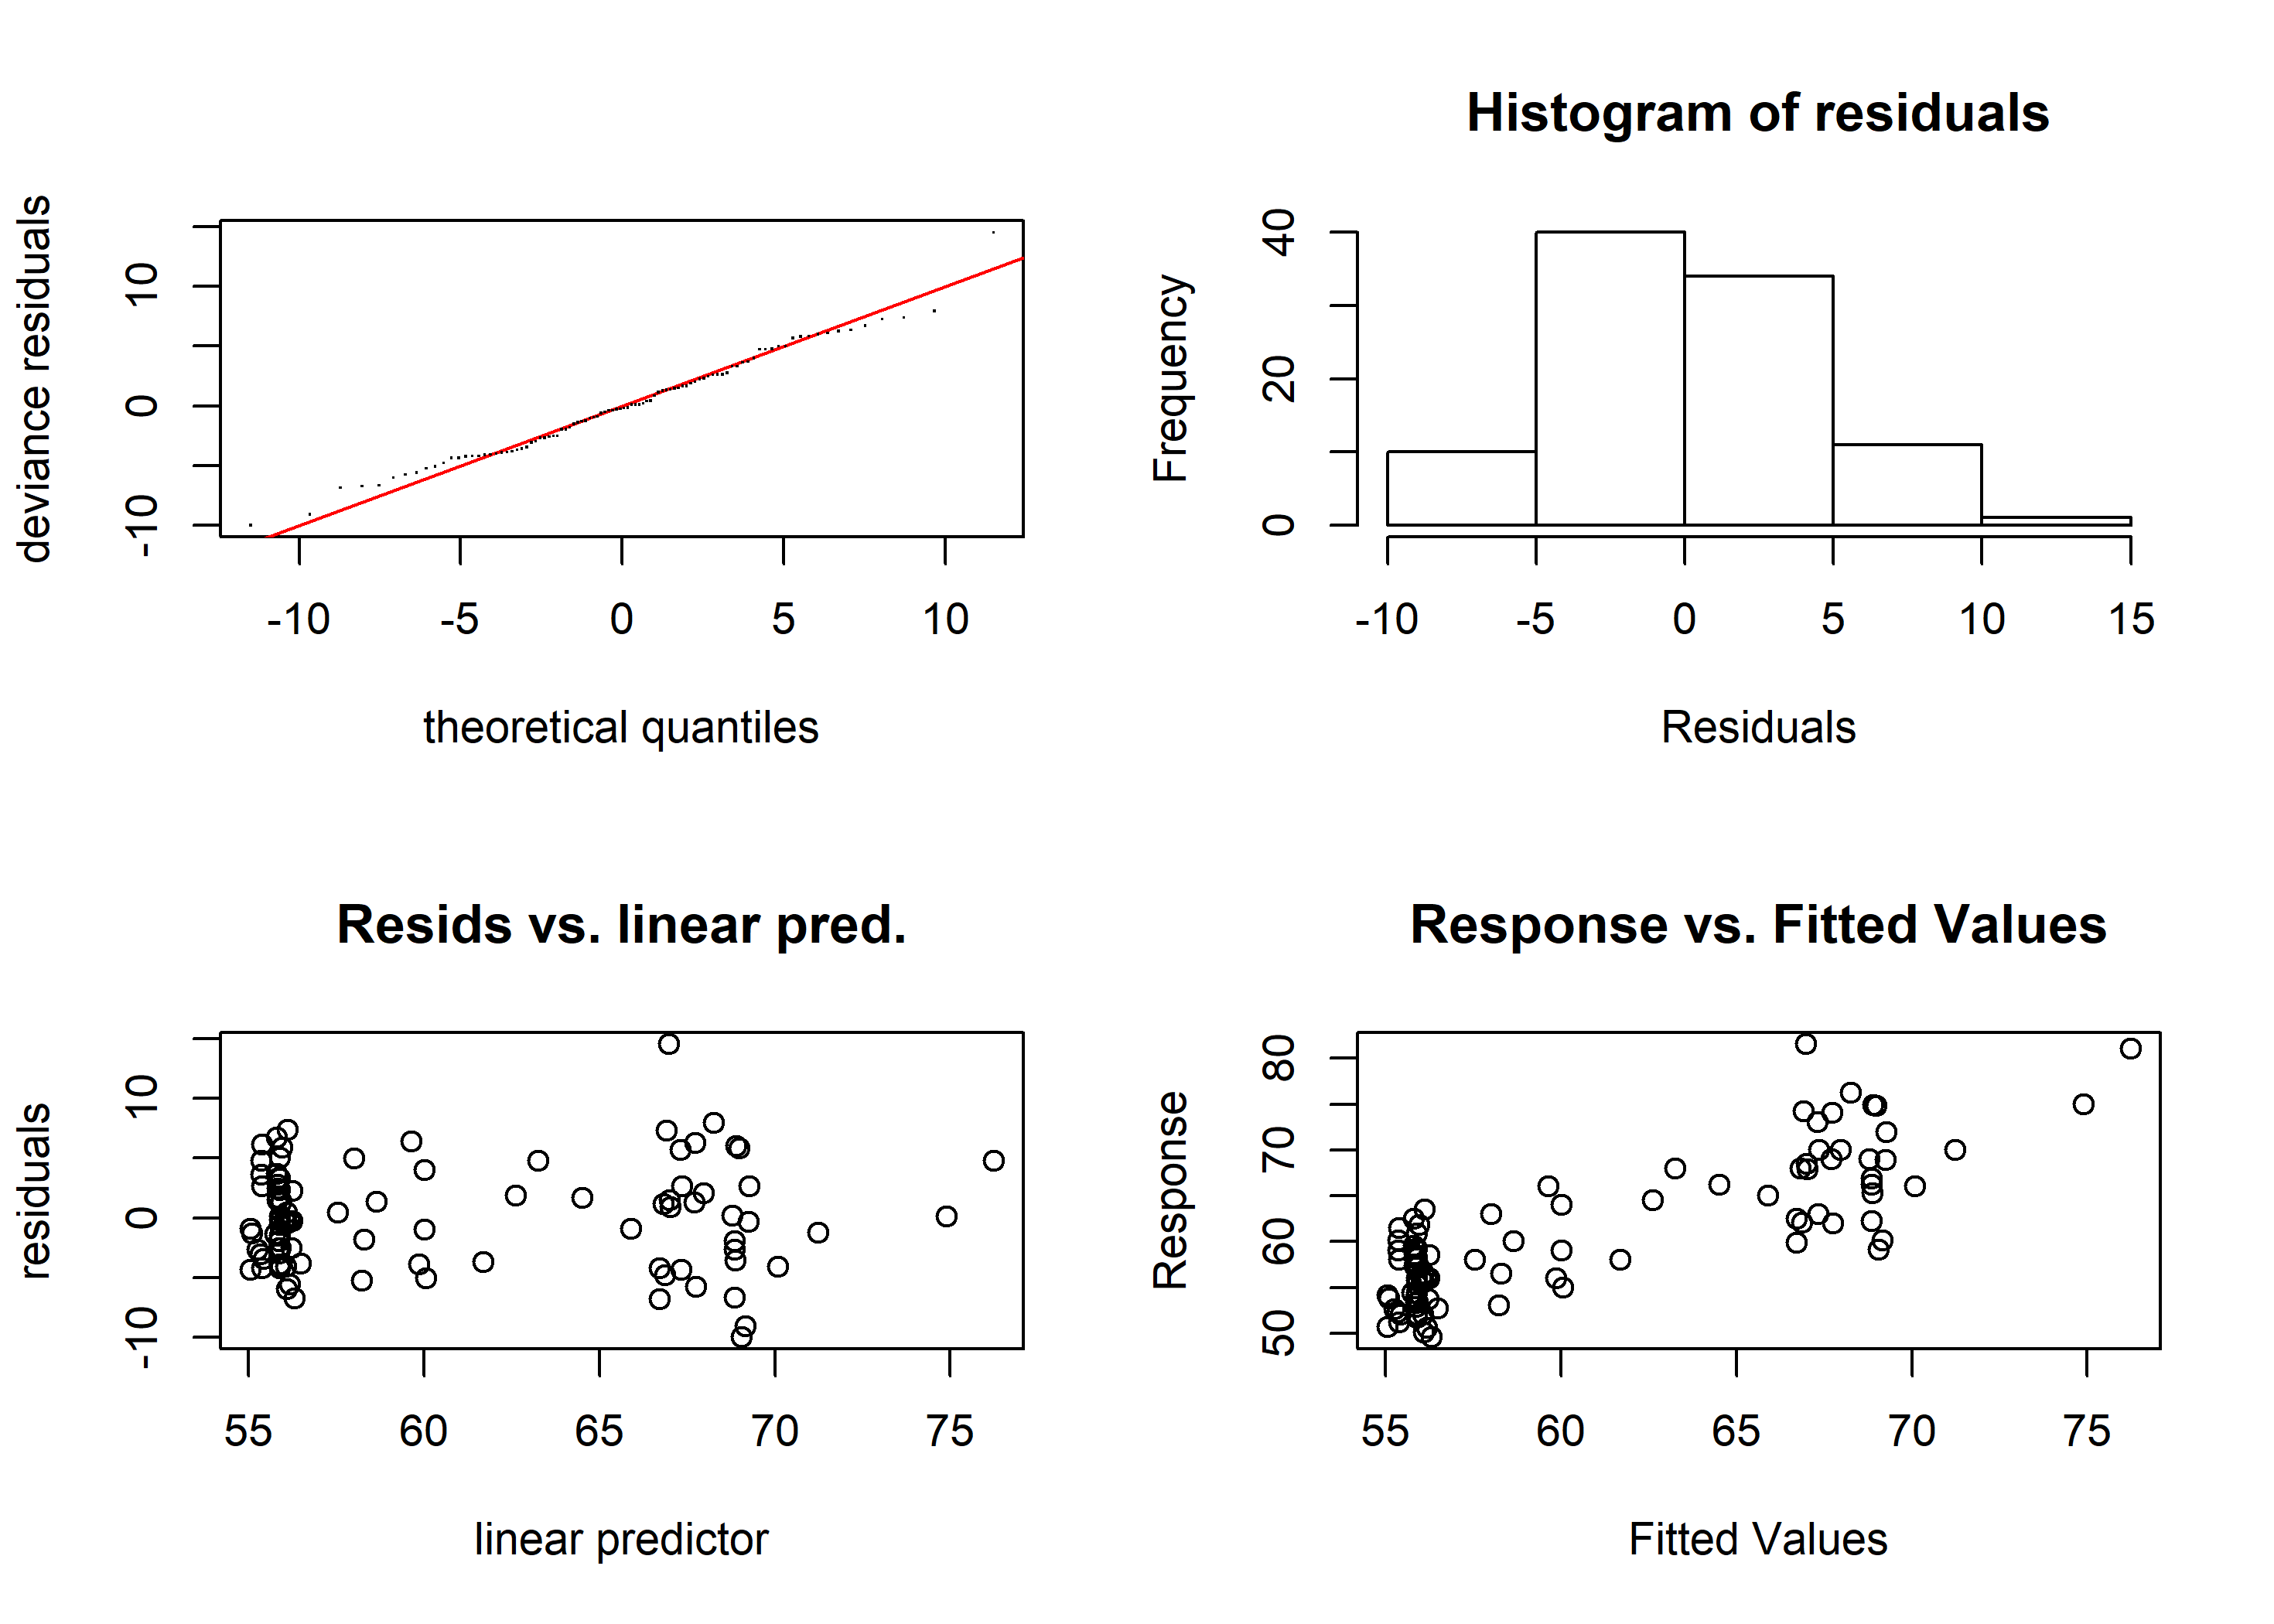 deviance residuals
10
0
-10
-10 -5 0 5 10
theoretical quantiles
Histogram of residuals
Frequency
40
20
0
-10 -5 0 5 10 15
Residuals
Resids vs. linear pred.
residuals
10
0
-10
55 60 65 70 75
linear predictor
Response vs. Fitted Values
Response
80
70
60
50
55 60 65 70 75
Fitted Values